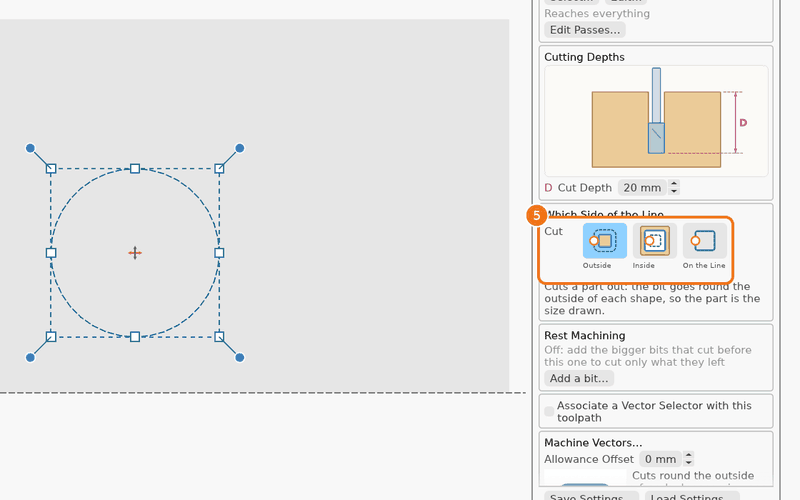 Reaches everything
Edit Passes...
Cutting Depths
D
D Cut Depth 20 mm
5
Which Side of the Line
Cut
Outside Inside On the Line
Cuts a part out: the bit goes round the
outside of each shape, so the part is the
size drawn.
Rest Machining
Off: add the bigger bits that cut before
this one to cut only what they left
Add a bit...
Associate a Vector Selector with this
toolpath
Machine Vectors...
Allowance Offset 0 mm
Cuts round the outside
Save Settings... Load Settings...